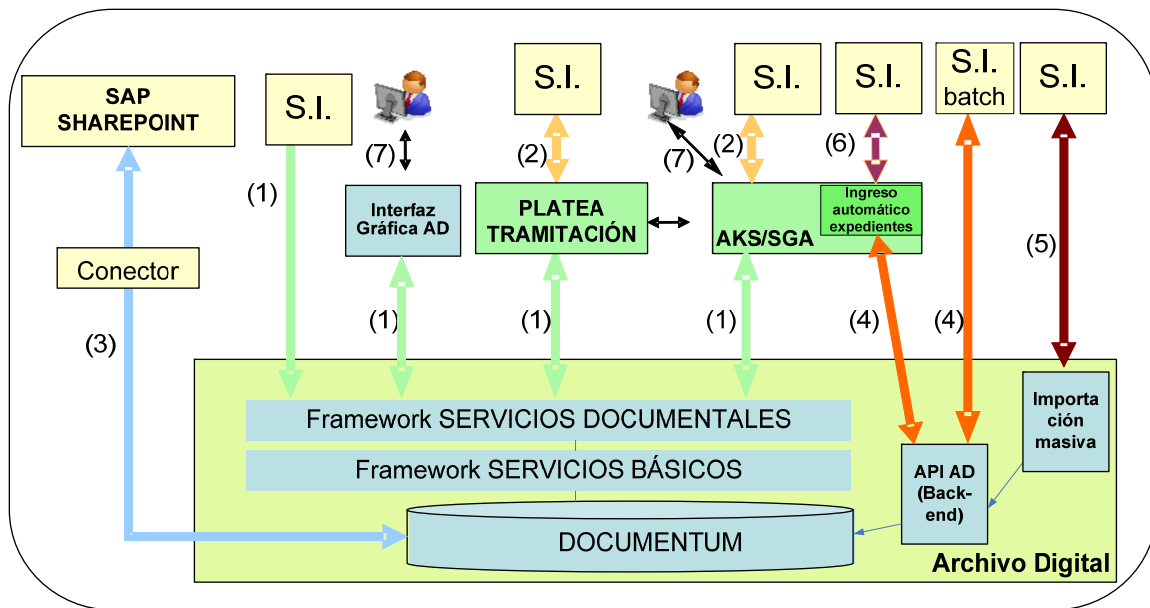 SAP
SHAREPOINT
S.I.
S.I.
S.I.
S.I.
S.I.
batch
S.I.
(1)
(7)
(2)
(7)
(2)
(6)
Interfaz
Gráfica AD
PLATEA
TRAMITACIÓN
AKS/SGA
Ingreso
automático
expedientes
Conector
(3)
(1)
(1)
(1)
(4)
(4)
(5)
Framework SERVICIOS DOCUMENTALES
Framework SERVICIOS BÁSICOS
DOCUMENTUM
API AD
(Back-
end)
Importa
ción
masiva
Archivo Digital